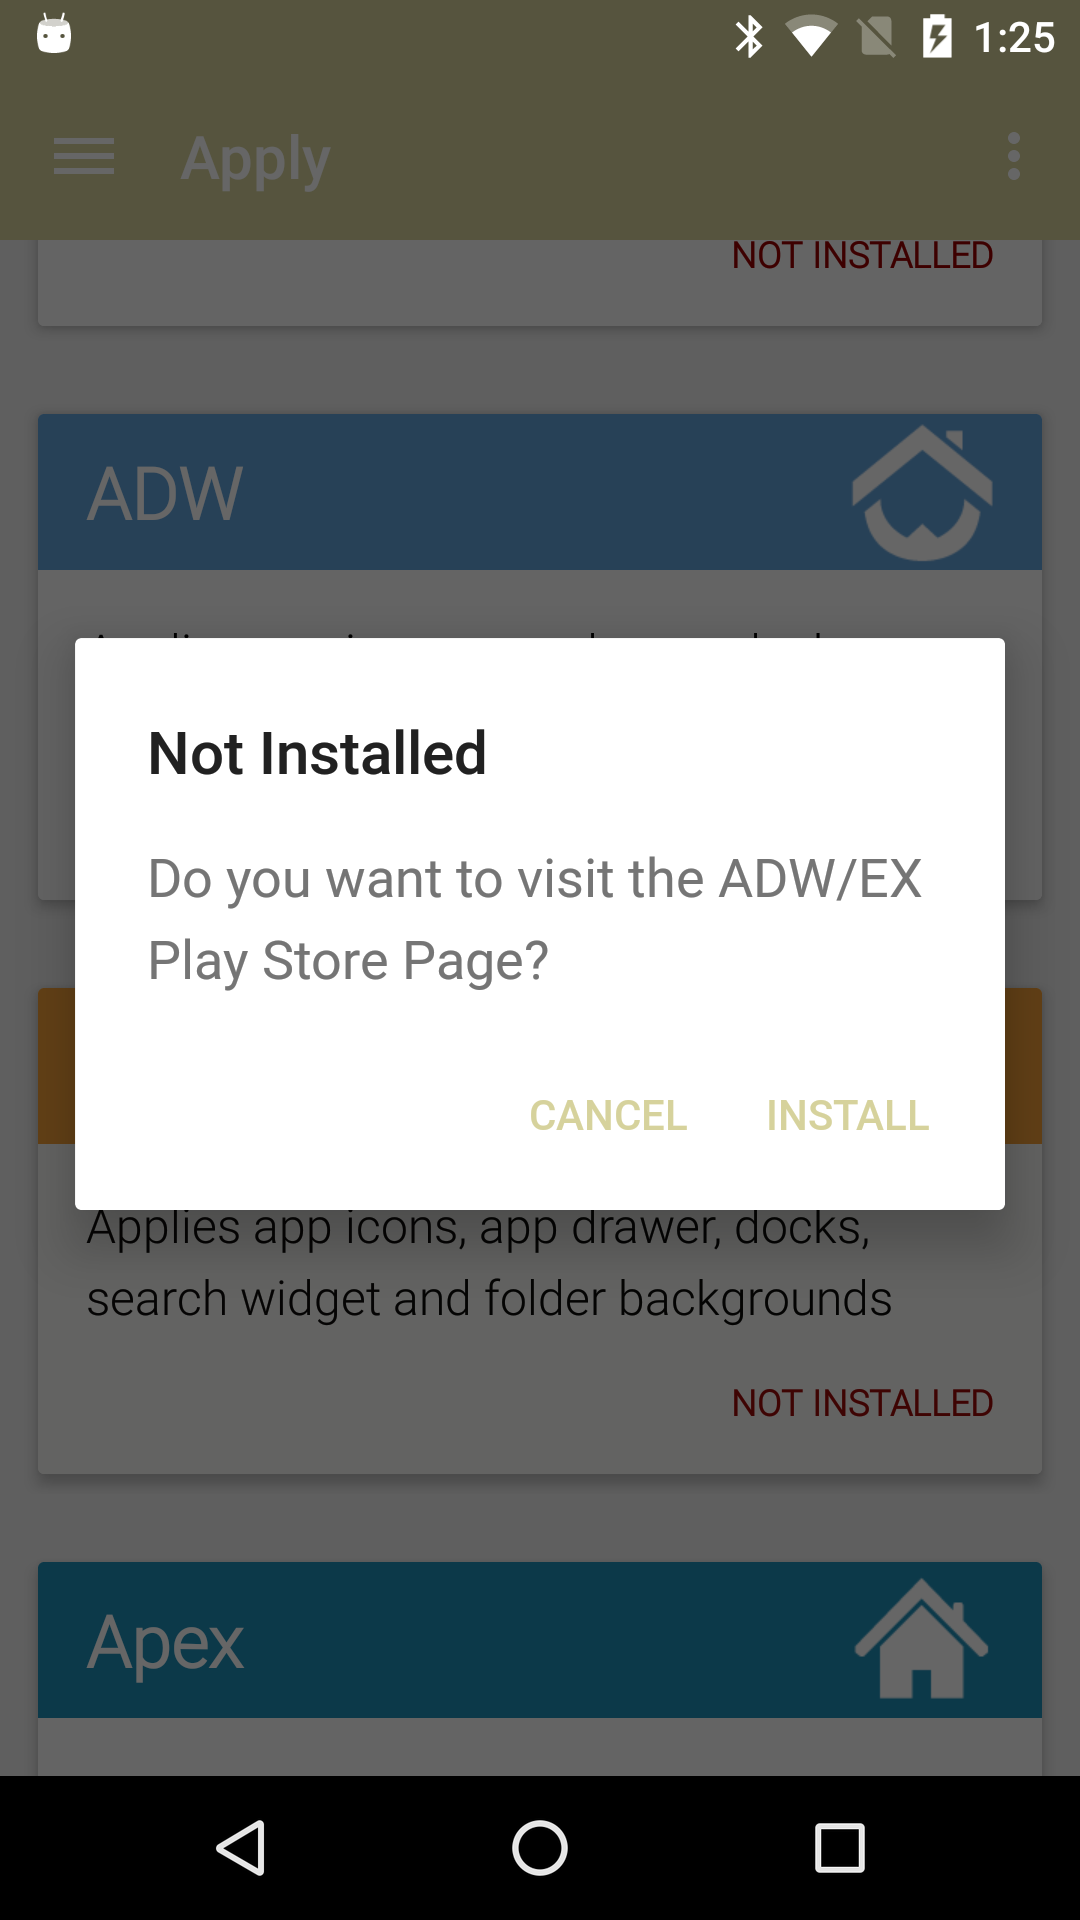 1:25
Apply
NOT INSTALLED
ADW
Not Installed
Do you want to visit the ADW/EX
Play Store Page?
CANCEL INSTALL
Applies app icons, app drawer, docks,
search widget and folder backgrounds
NOT INSTALLED
Apex